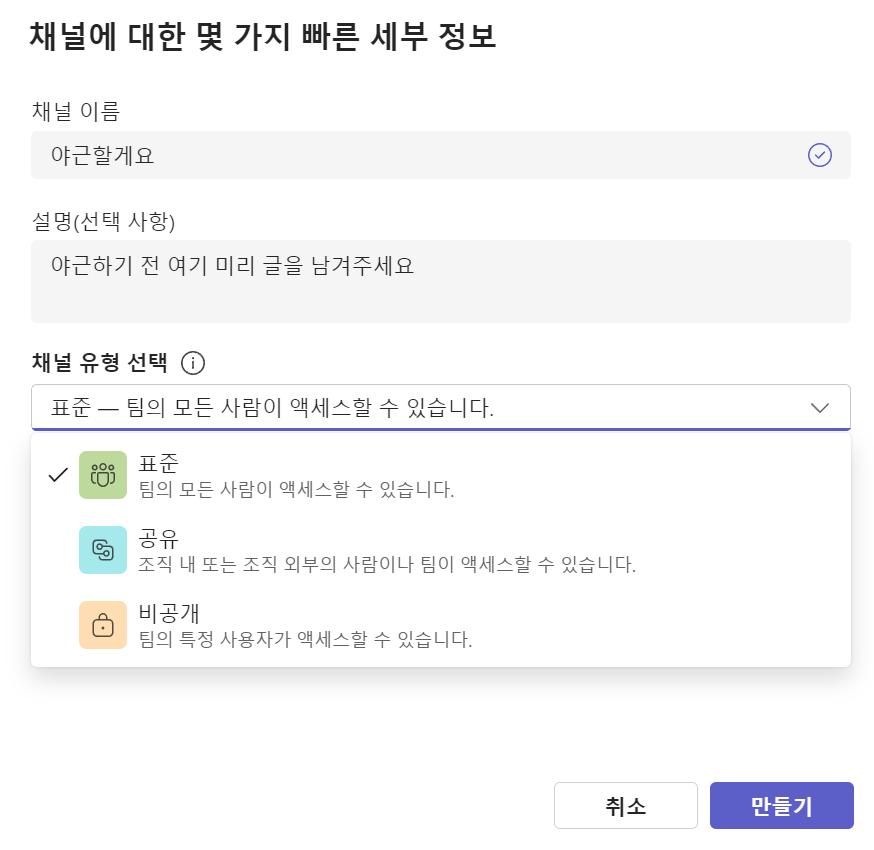 채널에 대한 몇 가지 빠른 세부 정보
채널 이름
야근할게요
설명(선택 사항)
야근하기 전 여기 미리 글을 남겨주세요
채널 유형 선택
표준 — 팀의 모든 사람이 액세스할 수 있습니다.
표준
팀의 모든 사람이 액세스할 수 있습니다.
공유
조직 내 또는 조직 외부의 사람이나 팀이 액세스할 수 있습니다.
비공개
팀의 특정 사용자가 액세스할 수 있습니다.
취소
만들기